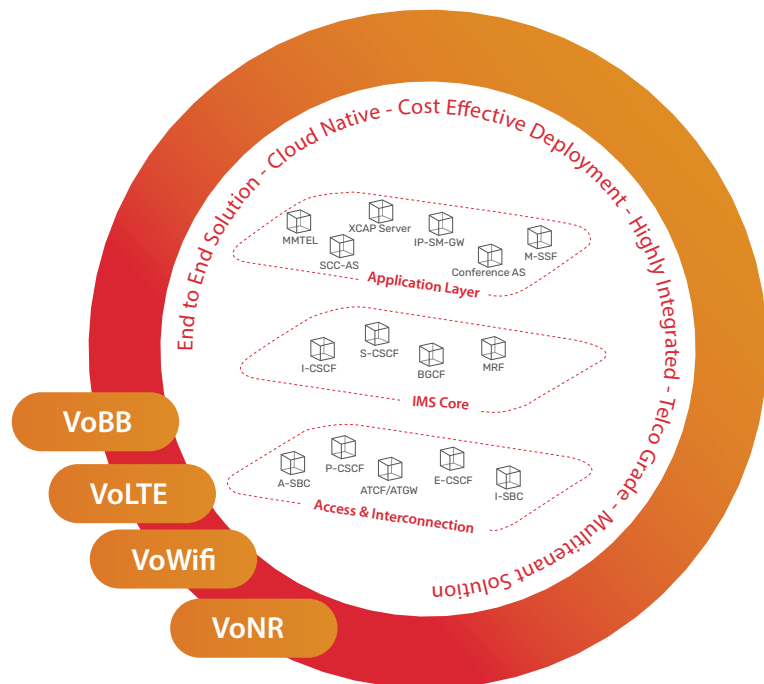 End to End Solution - Cloud Native - Cost Effective Deployment - Highly Integrated - Telco Grade - Multitenant Solution
MMTEL
XCAP Server
IP-SM-GW
M-SSF
SCC-AS
Conference AS
Application Layer
I-CSCF
S-CSCF
BGCF
MRF
IMS Core
A-SBC
P-CSCF
ATCF/ATGW
E-CSCF
I-SBC
Access & Interconnection
VoBB
VoLTE
VoWifi
VoNR